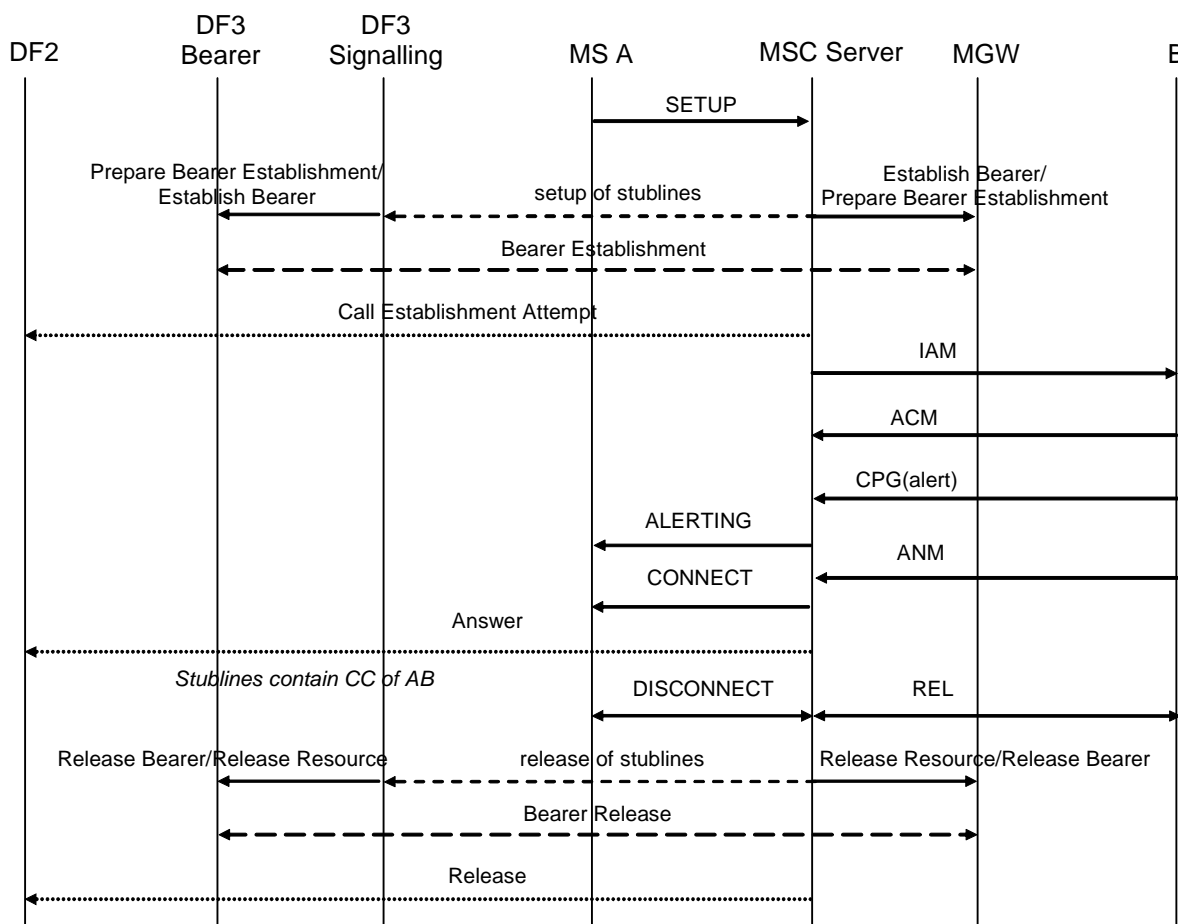 DF2
DF3
Bearer
DF3
Signalling
MS A
MSC Server
MGW
B
SETUP
Prepare Bearer Establishment/
Establish Bearer
setup of stublines
Establish Bearer/
Prepare Bearer Establishment
Bearer Establishment
Call Establishment Attempt
IAM
ACM
CPG(alert)
ALERTING
ANM
CONNECT
Answer
Stublines contain CC of AB
DISCONNECT
REL
Release Bearer/Release Resource
release of stublines
Release Resource/Release Bearer
Bearer Release
Release